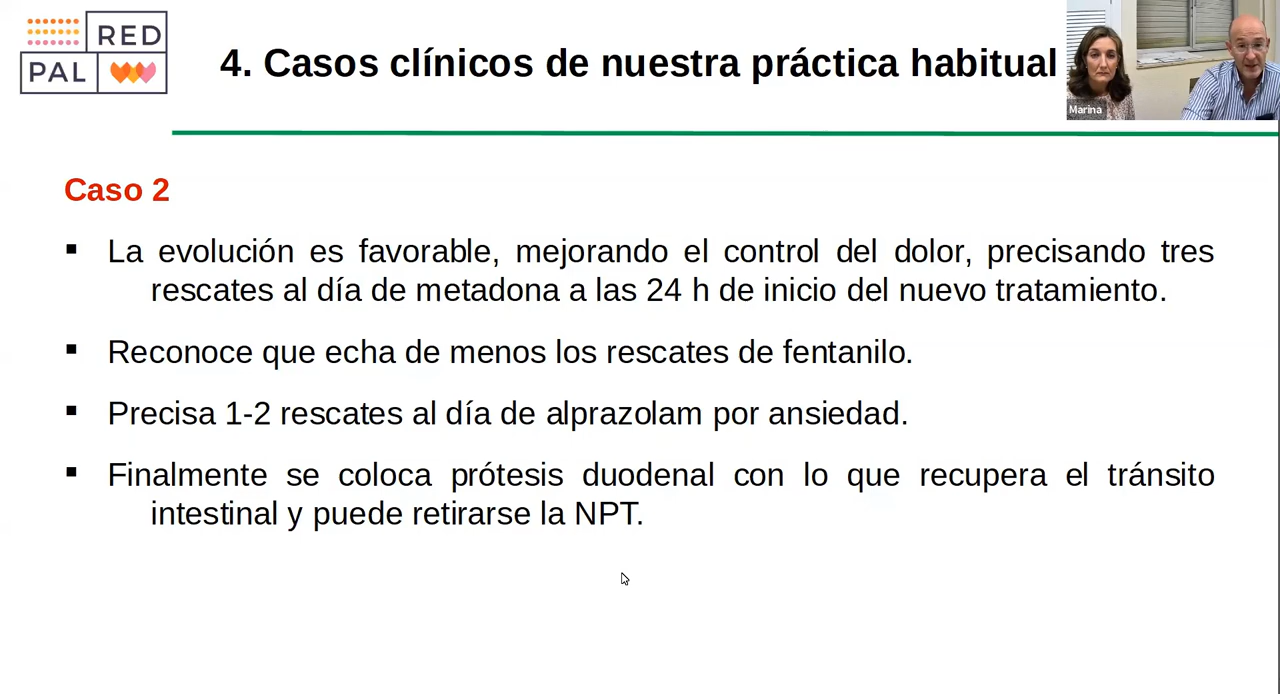 RED
PAL
4. Casos clínicos de nuestra práctica habitual
Marina
Caso 2
▪ La evolución es favorable, mejorando el control del dolor, precisando tres
rescates al día de metadona a las 24 h de inicio del nuevo tratamiento.
▪ Reconoce que echa de menos los rescates de fentanilo.
▪ Precisa 1-2 rescates al día de alprazolam por ansiedad.
▪ Finalmente se coloca prótesis duodenal con lo que recupera el tránsito
intestinal y puede retirarse la NPT.